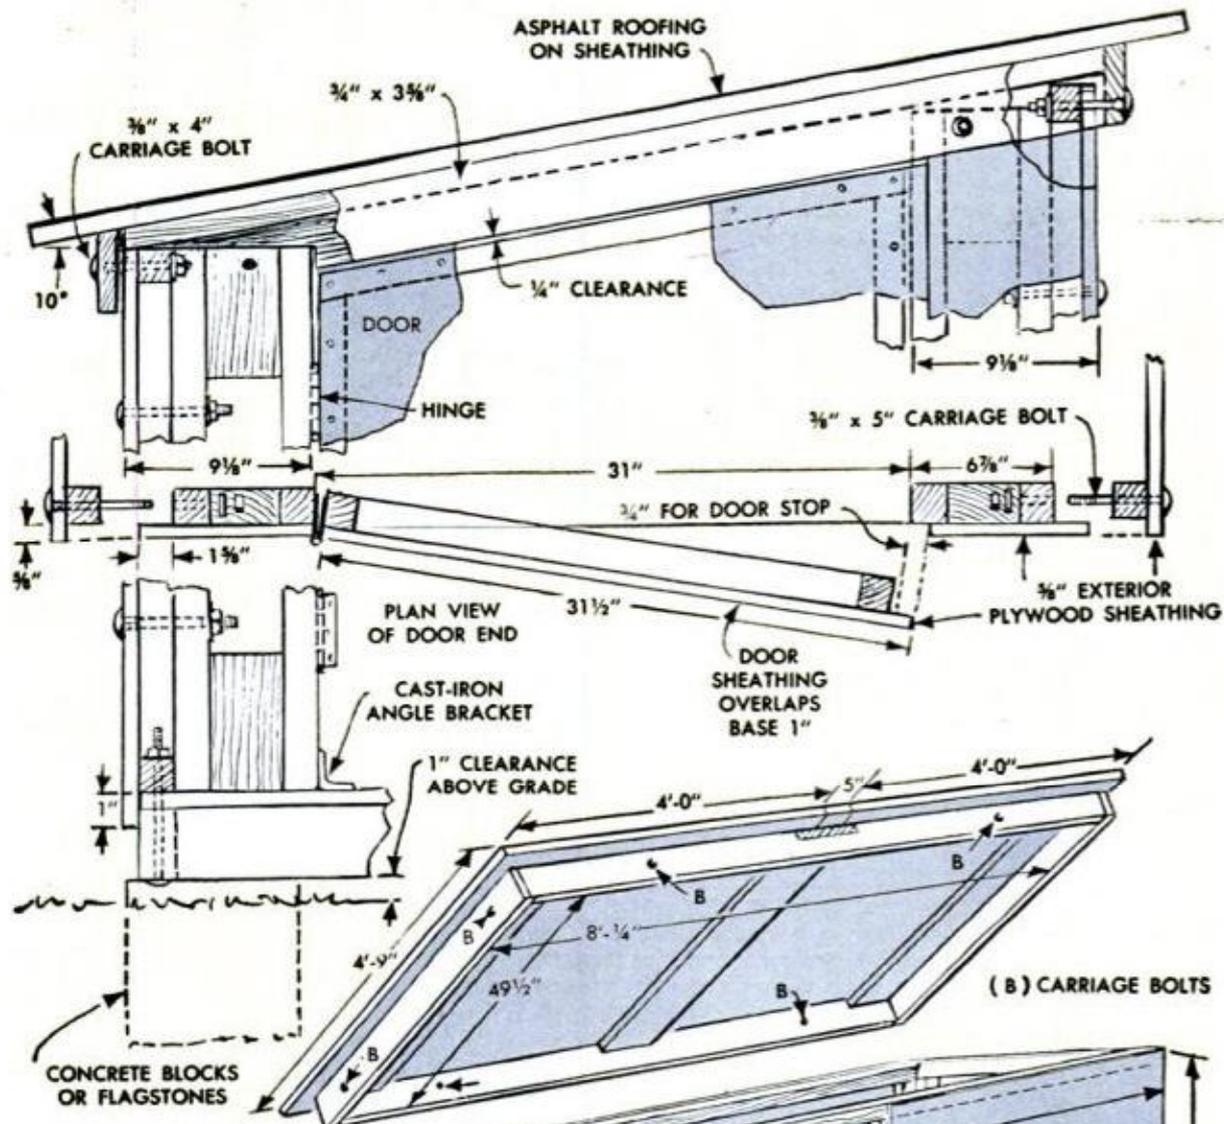 ASPHALT ROOFING
ON SHEATHING
¾" x 3⅝"
⅜" x 4"
CARRIAGE BOLT
10°
¼" CLEARANCE
DOOR
HINGE
9⅛"
⅜" x 5" CARRIAGE BOLT
9⅛"
31"
6⅞"
¾" FOR DOOR STOP
⅜"
1⅝"
PLAN VIEW
OF DOOR END
31½"
⅜" EXTERIOR
PLYWOOD SHEATHING
DOOR
SHEATHING
OVERLAPS
BASE 1"
CAST-IRON
ANGLE BRACKET
1" CLEARANCE
ABOVE GRADE
1"
4'-0"
5"
4'-0"
B
B
B
8'-¼"
4'-9"
49½"
B
B
(B) CARRIAGE BOLTS
CONCRETE BLOCKS
OR FLAGSTONES